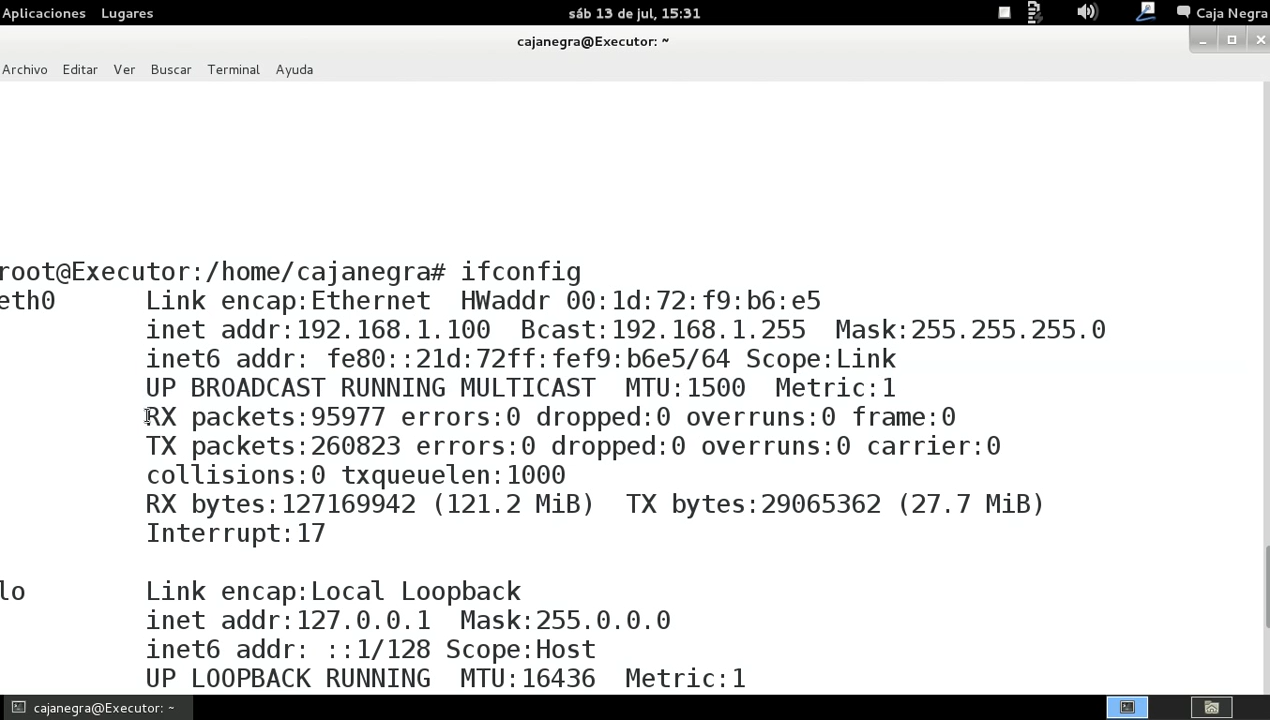 Aplicaciones Lugares sáb 13 de jul, 15:31 Caja Negra
cajanegra@Executor: ~
Archivo Editar Ver Buscar Terminal Ayuda
root@Executor:/home/cajanegra# ifconfig
eth0 Link encap:Ethernet HWaddr 00:1d:72:f9:b6:e5
inet addr:192.168.1.100 Bcast:192.168.1.255 Mask:255.255.255.0
inet6 addr: fe80::21d:72ff:fef9:b6e5/64 Scope:Link
UP BROADCAST RUNNING MULTICAST MTU:1500 Metric:1
RX packets:95977 errors:0 dropped:0 overruns:0 frame:0
TX packets:260823 errors:0 dropped:0 overruns:0 carrier:0
collisions:0 txqueuelen:1000
RX bytes:127169942 (121.2 MiB) TX bytes:29065362 (27.7 MiB)
Interrupt:17
lo Link encap:Local Loopback
inet addr:127.0.0.1 Mask:255.0.0.0
inet6 addr: ::1/128 Scope:Host
UP LOOPBACK RUNNING MTU:16436 Metric:1
cajanegra@Executor: ~